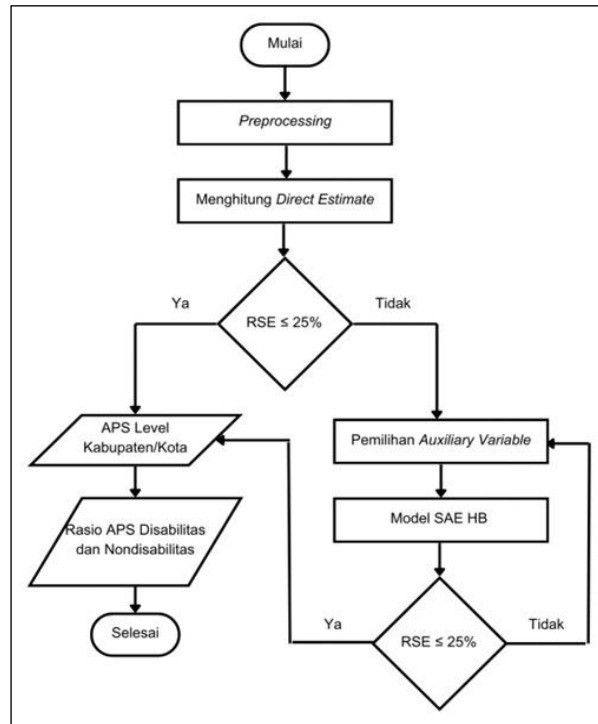 Mulai
Preprocessing
Menghitung Direct Estimate
Ya
RSE ≤ 25%
Tidak
APS Level
Kabupaten/Kota
Pemilihan Auxiliary Variable
Rasio APS Disabilitas
dan Nondisabilitas
Model SAE HB
Selesai
Ya
RSE ≤ 25%
Tidak